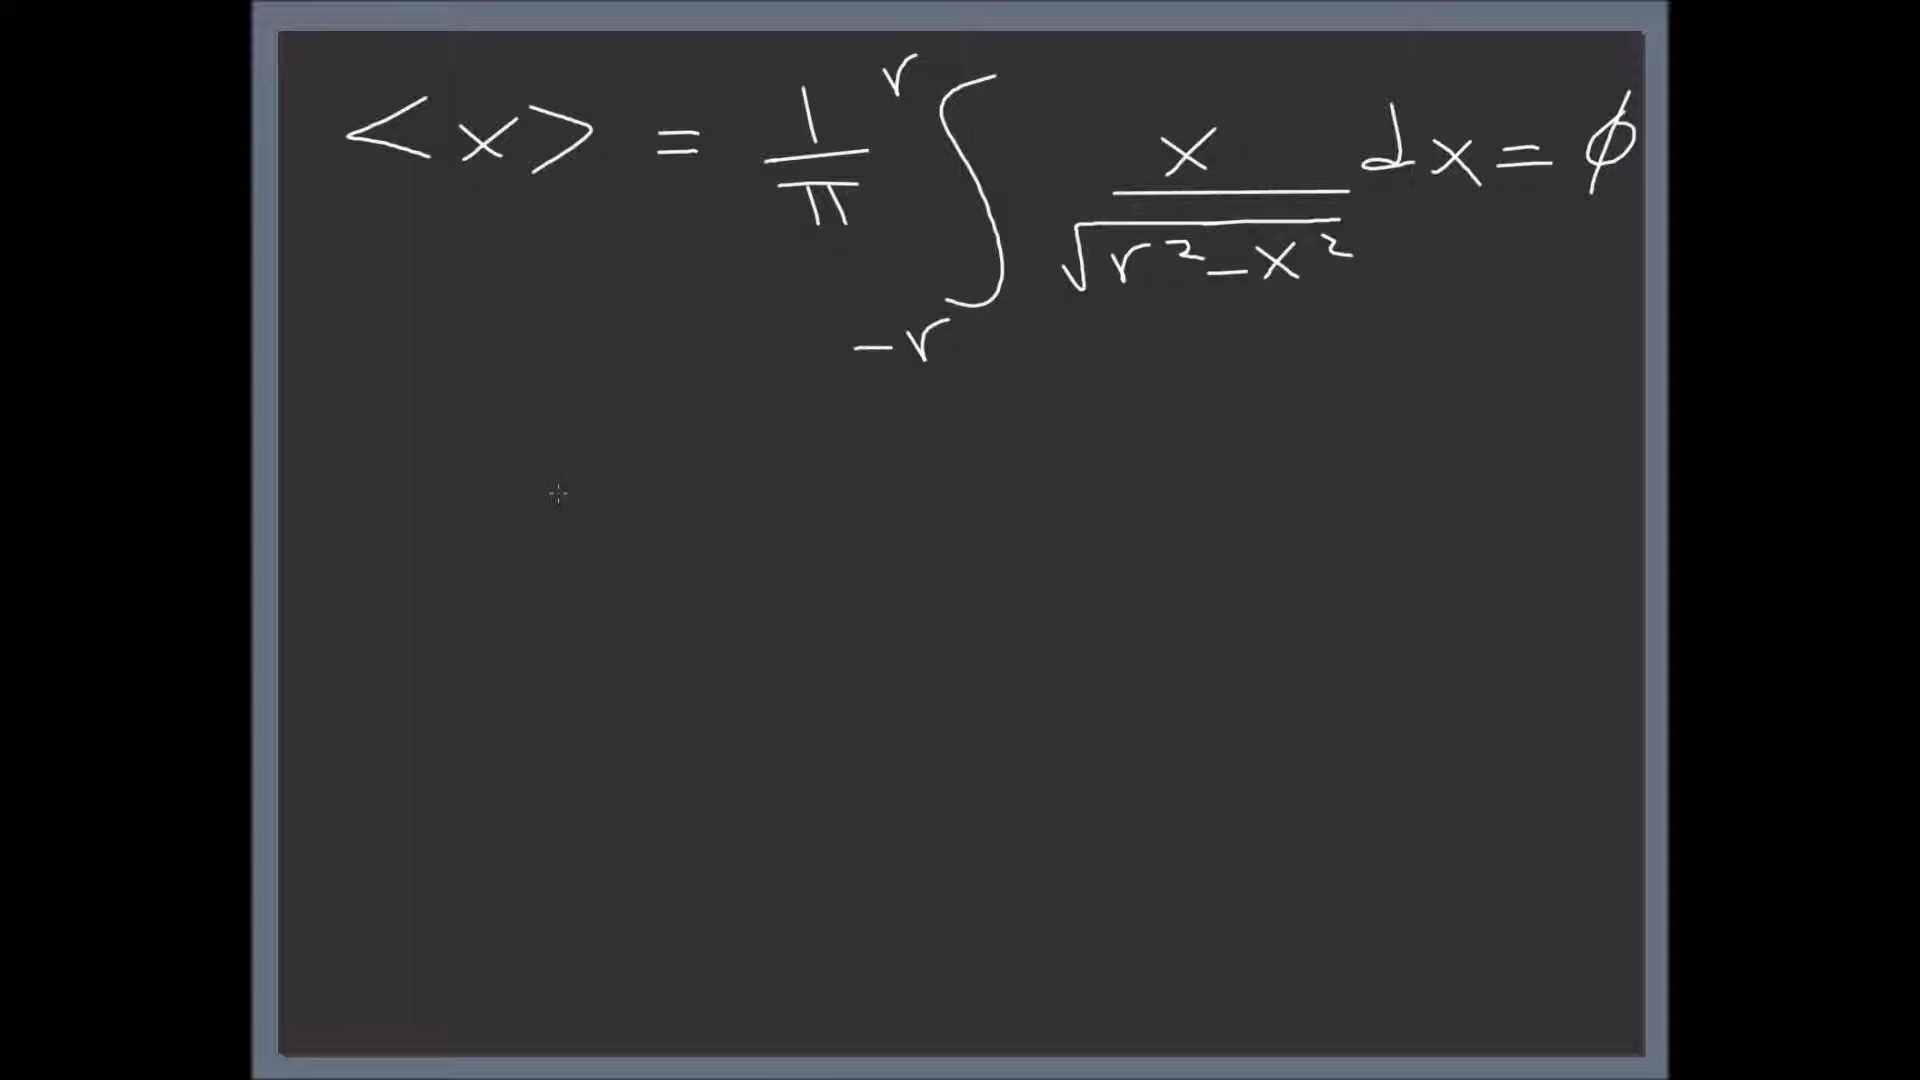 <x> = 1/π ∫_{-r}^{r} x/√(r²-x²) dx = ϕ